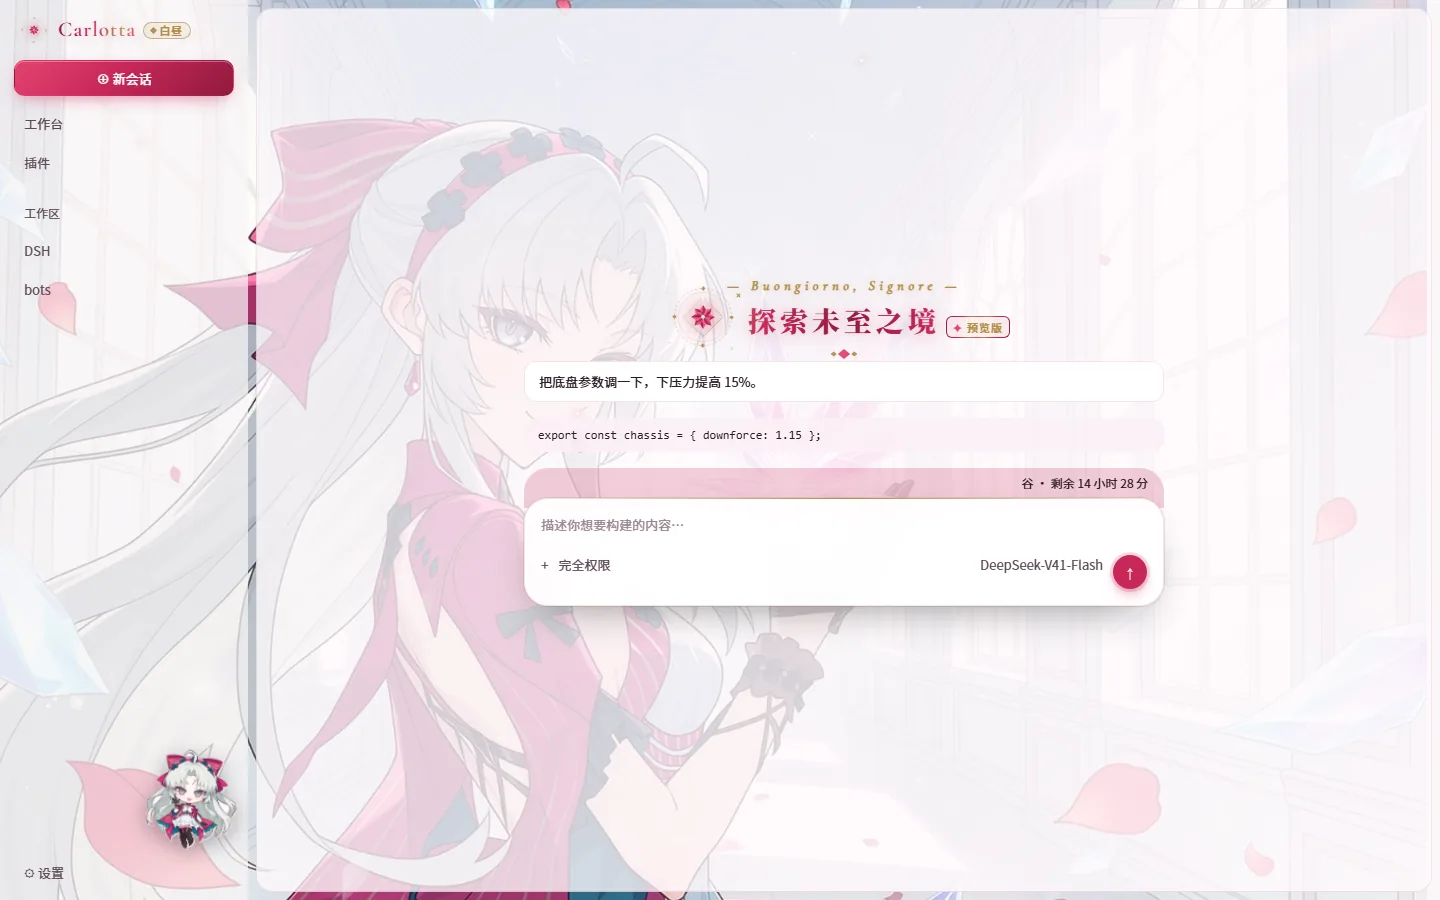 Carlotta
白昼
新会话
工作台
插件
工作区
DSH
bots
设置
— Buongiorno, Signore —
探索未至之境
预览版
把底盘参数调一下，下压力提高 15%。
export const chassis = { downforce: 1.15 };
谷 · 剩余 14 小时 28 分
描述你想要构建的内容…
+ 完全权限
DeepSeek-V41-Flash
↑